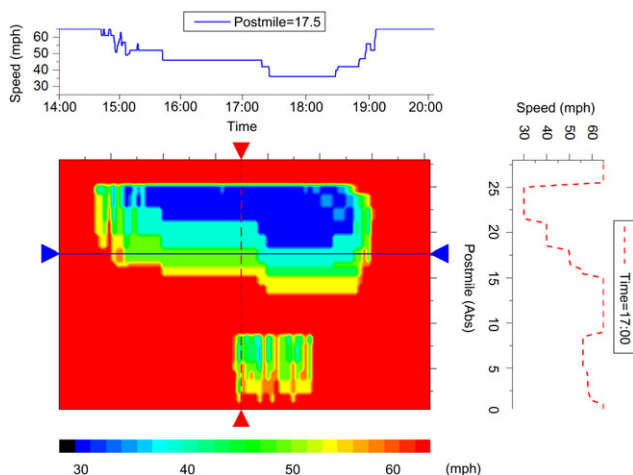 Postmile=17.5
Speed (mph)
60
50
40
30
14:00 15:00 16:00 17:00 18:00 19:00 20:00
Time
Speed (mph)
30 40 50 60
25
20
15
10
5
0
Postmile (Abs)
Time=17:00
30 40 50 60 (mph)